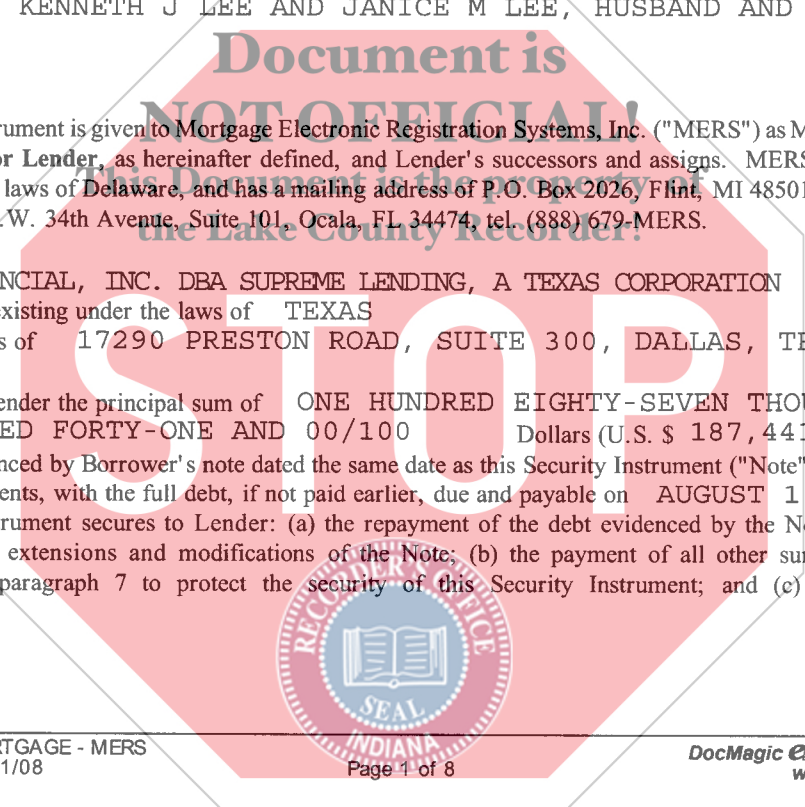 KENNETH J LEE AND JANICE M LEE, HUSBAND AND
Document is
NOT OFFICIAL!
rument is given to Mortgage Electronic Registration Systems, Inc. ("MERS") as M
or Lender, as hereinafter defined, and Lender's successors and assigns. MERS
This Document is the property of
laws of Delaware, and has a mailing address of P.O. Box 2026, Flint, MI 48501
.W. 34th Avenue, Suite 101, Ocala, FL 34474, tel. (888) 679-MERS.
the Lake County Recorder!
NCIAL, INC. DBA SUPREME LENDING, A TEXAS CORPORATION
existing under the laws of TEXAS
s of 17290 PRESTON ROAD, SUITE 300, DALLAS, TE
STOP
ender the principal sum of ONE HUNDRED EIGHTY-SEVEN THOU
ED FORTY-ONE AND 00/100 Dollars (U.S. $ 187,441
nced by Borrower's note dated the same date as this Security Instrument ("Note"
ents, with the full debt, if not paid earlier, due and payable on AUGUST 1
rument secures to Lender: (a) the repayment of the debt evidenced by the No
extensions and modifications of the Note; (b) the payment of all other sur
paragraph 7 to protect the security of this Security Instrument; and (c)
RECORDER'S OFFICE
SEAL
INDIANA
RTGAGE - MERS
1/08
Page 1 of 8
DocMagic e
w